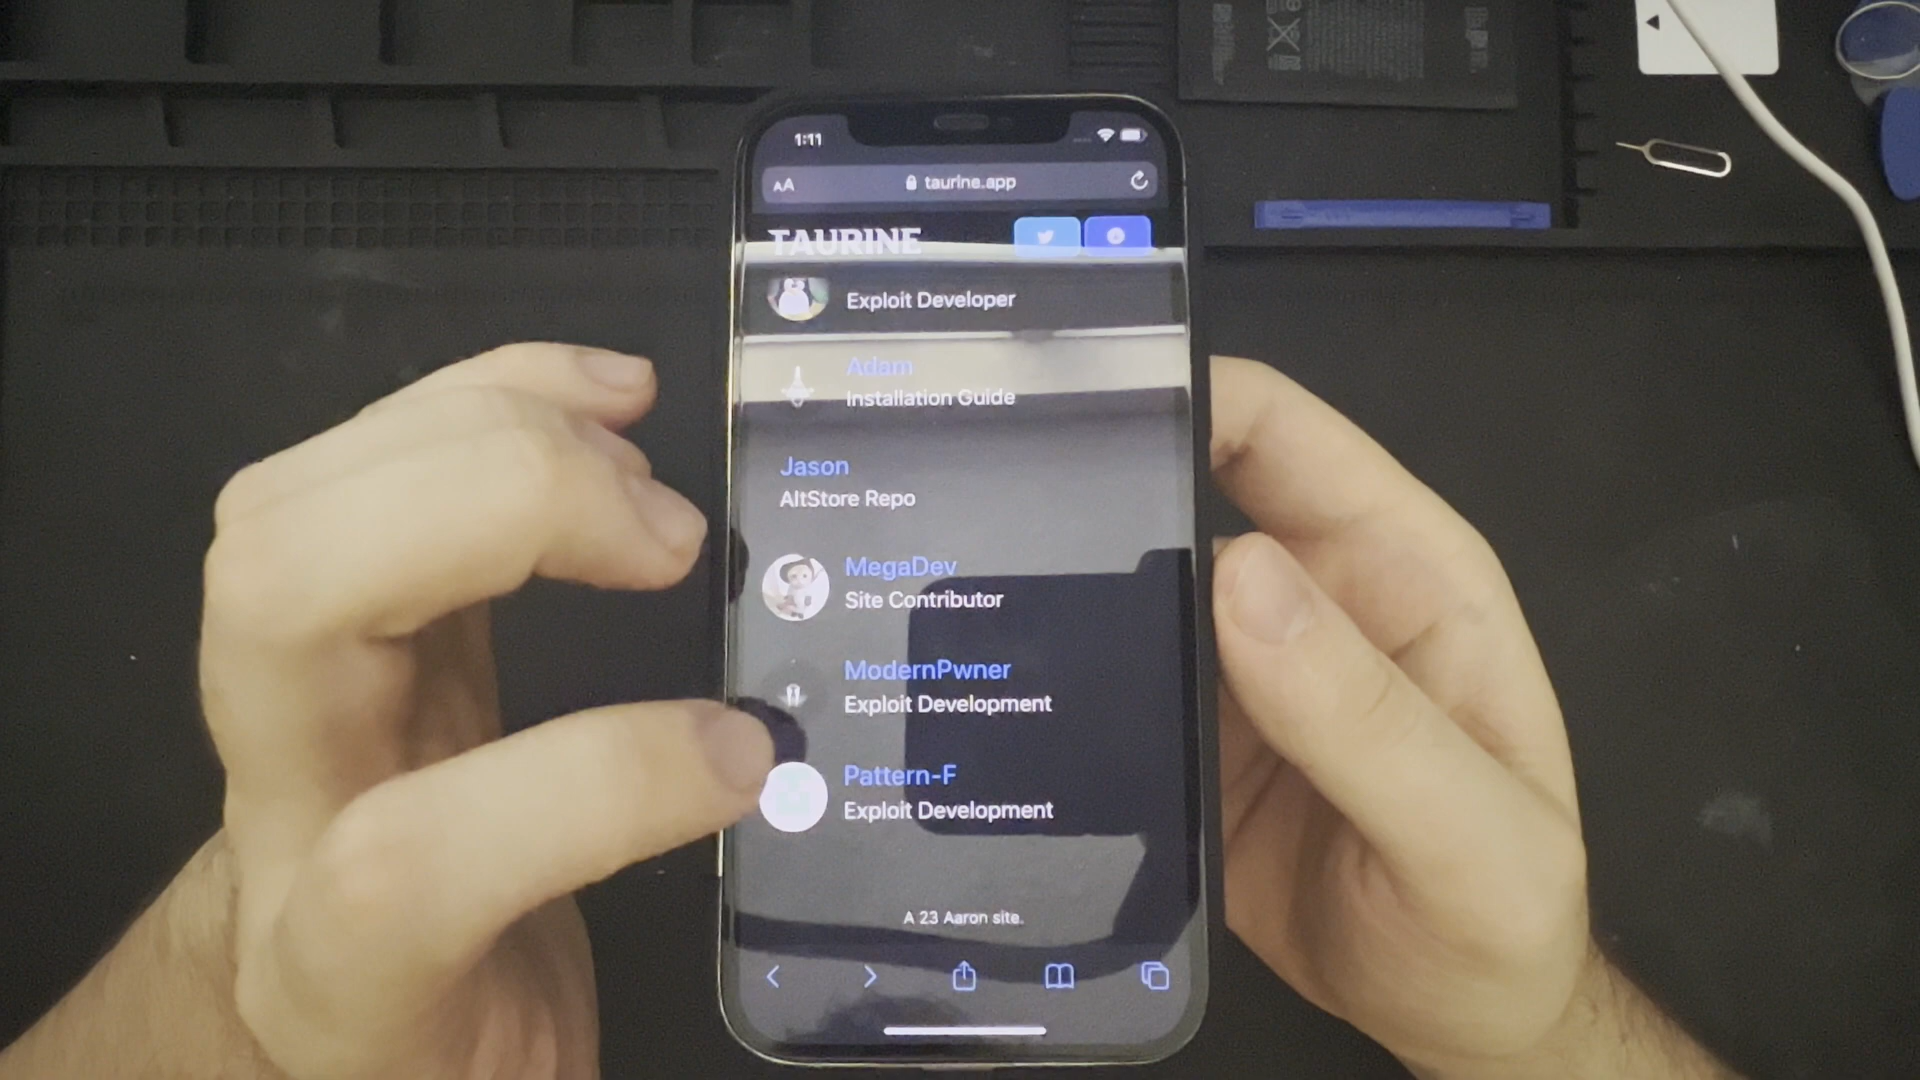 1:11
AA
taurine.app
TAURINE
Exploit Developer
Adam
Installation Guide
Jason
AltStore Repo
MegaDev
Site Contributor
ModernPwner
Exploit Development
Pattern-F
Exploit Development
A 23 Aaron site.